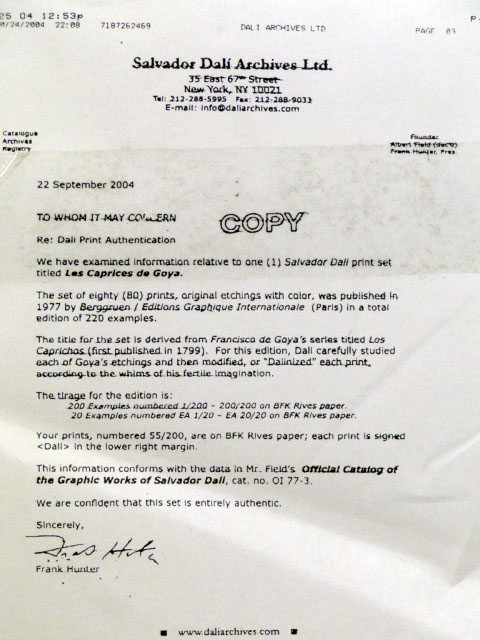 25 04 12:53p
0/24/2004 22:08 7187262469 DALI ARCHIVES LTD PAGE 03
Salvador Dalí Archives Ltd.
35 East 67th Street
New York, NY 10021
Tel: 212-288-5995 Fax: 212-288-9033
E-mail: info@daliarchives.com
Catalogue
Archives
Registry
Founder
Albert Field (dec'd)
Frank Hunter, Pres.
22 September 2004
TO WHOM IT MAY CONCERN
COPY
Re: Dali Print Authentication
We have examined information relative to one (1) Salvador Dali print set
titled Les Caprices de Goya.
The set of eighty (80) prints, original etchings with color, was published in
1977 by Berggruen / Editions Graphique Internationale (Paris) in a total
edition of 220 examples.
The title for the set is derived from Francisco de Goya's series titled Los
Caprichos (first published in 1799). For this edition, Dali carefully studied
each of Goya's etchings and then modified, or "Dalinized" each print,
according to the whims of his fertile imagination.
The tirage for the edition is:
200 Examples numbered 1/200 - 200/200 on BFK Rives paper.
20 Examples numbered EA 1/20 - EA 20/20 on BFK Rives paper.
Your prints, numbered 55/200, are on BFK Rives paper; each print is signed
<Dali> in the lower right margin.
This information conforms with the data in Mr. Field's Official Catalog of
the Graphic Works of Salvador Dali, cat. no. OI 77-3.
We are confident that this set is entirely authentic.
Sincerely,
Frank Hunter
www.daliarchives.com